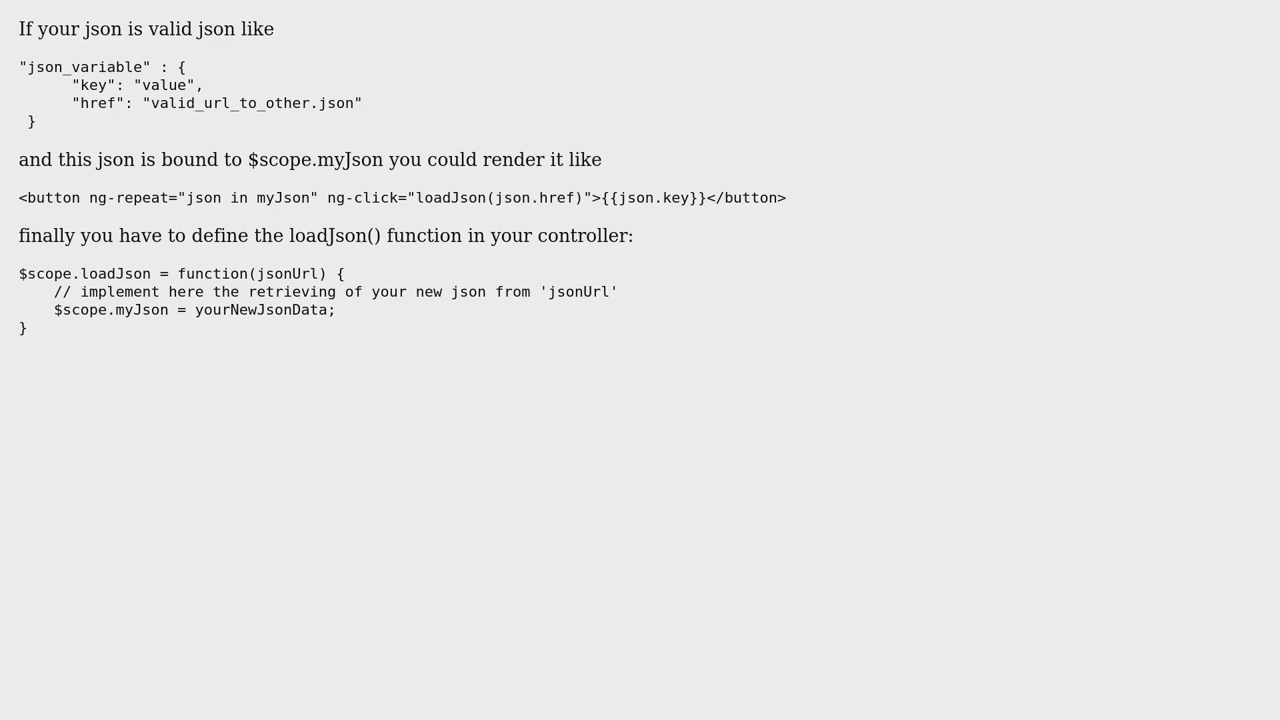 If your json is valid json like
"json_variable" : {
      "key": "value",
      "href": "valid_url_to_other.json"
 }
and this json is bound to $scope.myJson you could render it like
<button ng-repeat="json in myJson" ng-click="loadJson(json.href)">{{json.key}}</button>
finally you have to define the loadJson() function in your controller:
$scope.loadJson = function(jsonUrl) {
    // implement here the retrieving of your new json from 'jsonUrl'
    $scope.myJson = yourNewJsonData;
}